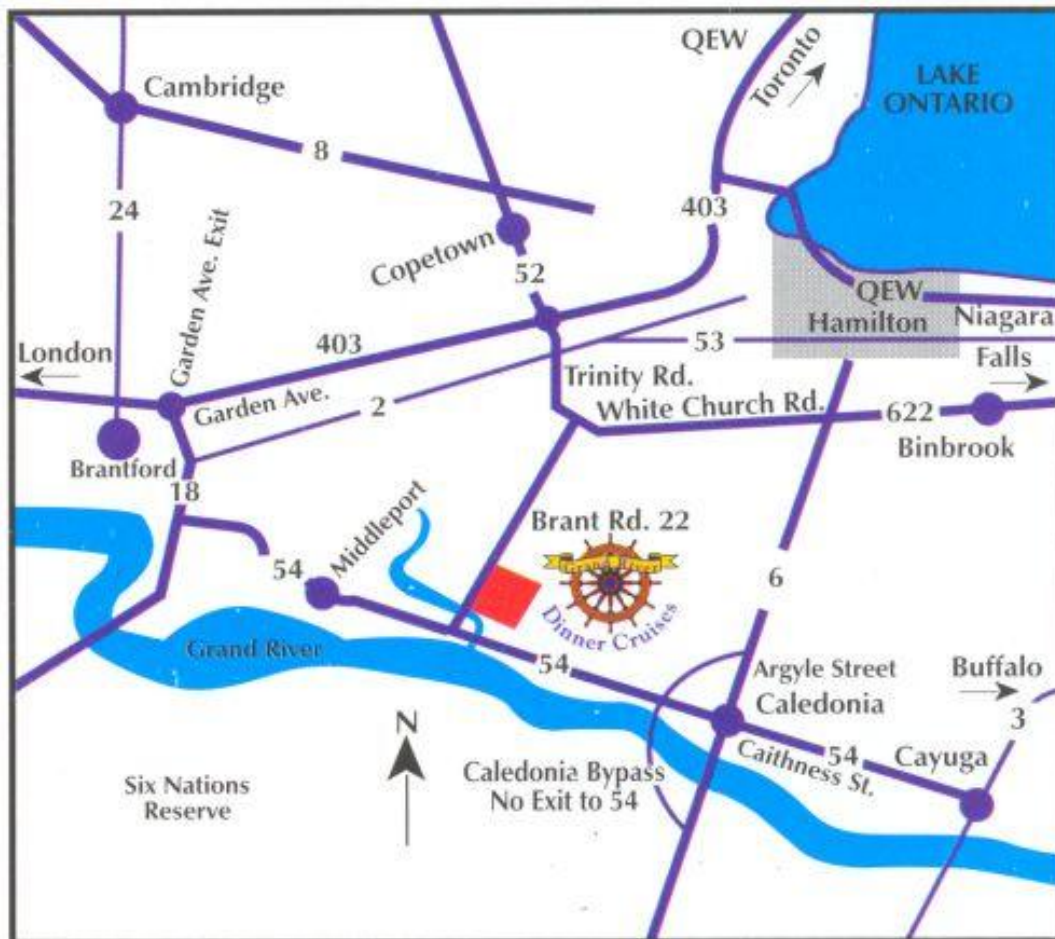 QEW
Toronto
LAKE
ONTARIO
Cambridge
8
24
Garden Ave. Exit
403
Copetown
52
QEW
Hamilton
Niagara
Falls
London
403
53
Garden Ave.
2
Trinity Rd.
White Church Rd.
622
Binbrook
Brantford
18
Middleport
Brant Rd. 22
Grand River
Dinner Cruises
54
6
Grand River
54
Argyle Street
Buffalo
3
Caledonia
N
54
Cayuga
Caithness St.
Caledonia Bypass
No Exit to 54
Six Nations
Reserve